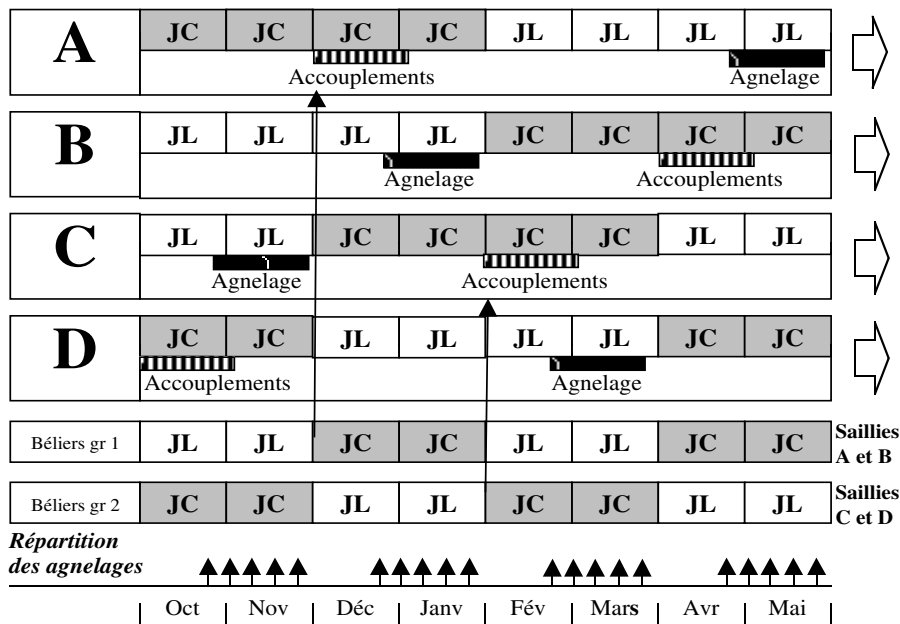 A JC JC JC JC JL JL JL JL
Accouplements Agnelage
B JL JL JL JL JC JC JC JC
Agnelage Accouplements
C JL JL JC JC JC JC JL JL
Agnelage Accouplements
D JC JC JL JL JL JL JC JC
Accouplements Agnelage
Béliers gr 1 JL JL JC JC JL JL JC JC Saillies
A et B
Béliers gr 2 JC JC JL JL JC JC JL JL Saillies
C et D
Répartition
des agnelages
Oct Nov Déc Janv Fév Mars Avr Mai